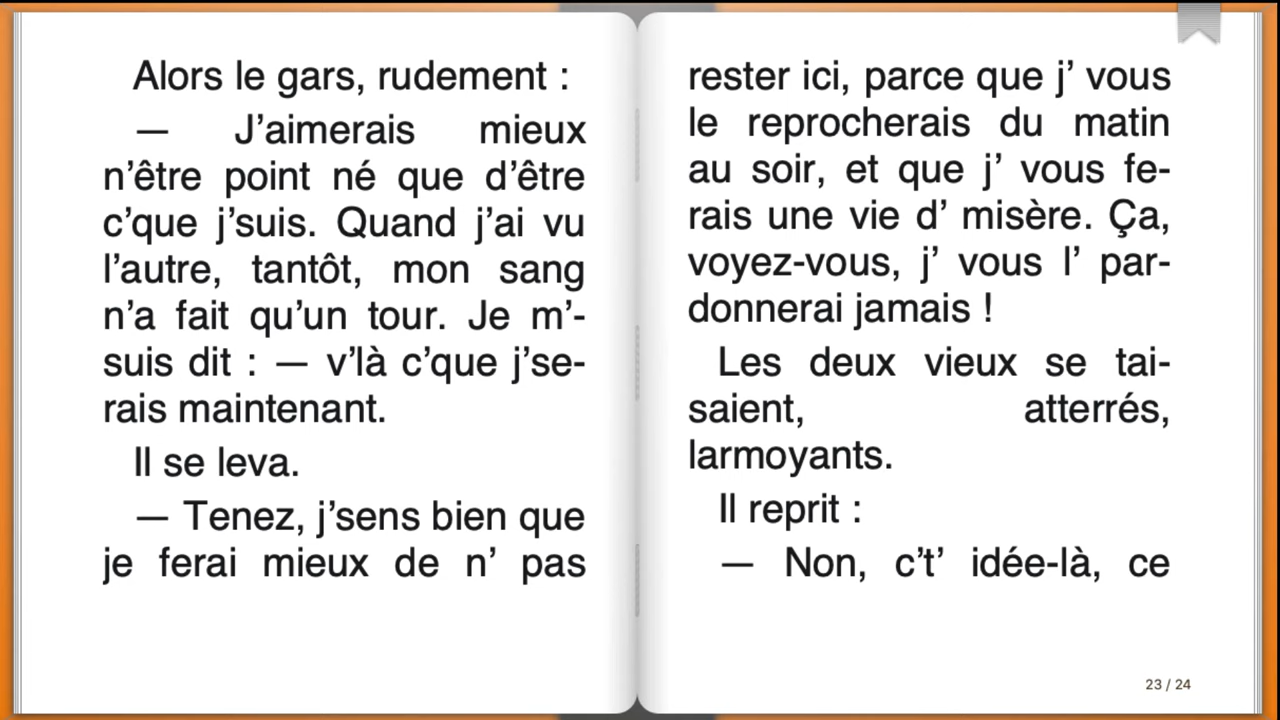 Alors le gars, rudement :
— J’aimerais mieux
n’être point né que d’être
c’que j’suis. Quand j’ai vu
l’autre, tantôt, mon sang
n’a fait qu’un tour. Je m’-
suis dit : — v’là c’que j’se-
rais maintenant.
Il se leva.
— Tenez, j’sens bien que
je ferai mieux de n’ pas
rester ici, parce que j’ vous
le reprocherais du matin
au soir, et que j’ vous fe-
rais une vie d’ misère. Ça,
voyez-vous, j’ vous l’ par-
donnerai jamais !
Les deux vieux se tai-
saient, atterrés,
larmoyants.
Il reprit :
— Non, c’t’ idée-là, ce
23 / 24